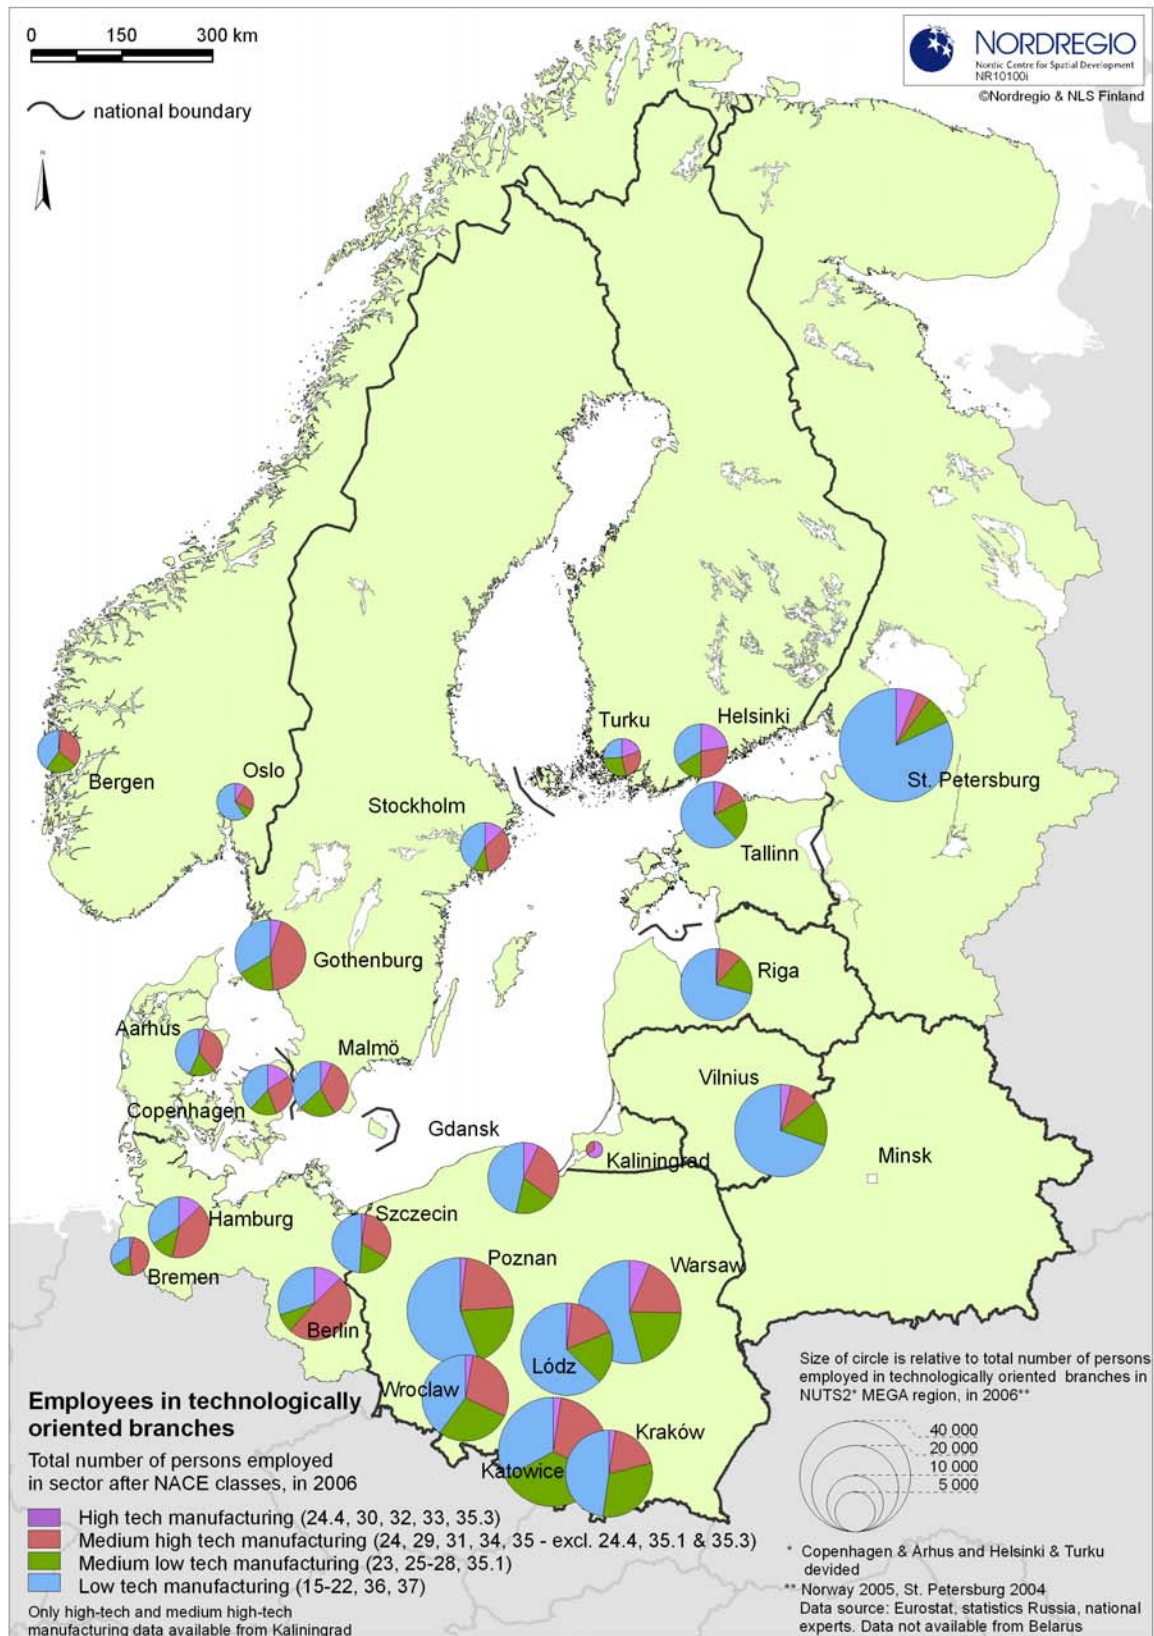 0 150 300 km
national boundary
N
NORDREGIO
Nordic Centre for Spatial Development
NR10100i
©Nordregio & NLS Finland
Turku
Helsinki
Bergen
Oslo
St. Petersburg
Stockholm
Tallinn
Gothenburg
Riga
Aarhus
Malmö
Copenhagen
Vilnius
Gdansk
Kaliningrad
Minsk
Hamburg
Szczecin
Bremen
Poznan
Warsaw
Berlin
Lódz
Wroclaw
Kraków
Katowice
Employees in technologically
oriented branches
Total number of persons employed
in sector after NACE classes, in 2006
High tech manufacturing (24.4, 30, 32, 33, 35.3)
Medium high tech manufacturing (24, 29, 31, 34, 35 - excl. 24.4, 35.1 & 35.3)
Medium low tech manufacturing (23, 25-28, 35.1)
Low tech manufacturing (15-22, 36, 37)
Only high-tech and medium high-tech
manufacturing data available from Kaliningrad
Size of circle is relative to total number of persons
employed in technologically oriented branches in
NUTS2* MEGA region, in 2006**
40 000
20 000
10 000
5 000
* Copenhagen & Arhus and Helsinki & Turku
devided
** Norway 2005, St. Petersburg 2004
Data source: Eurostat, statistics Russia, national
experts. Data not available from Belarus